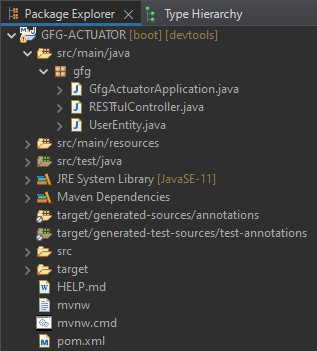 Package Explorer Type Hierarchy
GFG-ACTUATOR [boot] [devtools]
src/main/java
gfg
GfgActuatorApplication.java
RESTfulController.java
UserEntity.java
src/main/resources
src/test/java
JRE System Library [JavaSE-11]
Maven Dependencies
target/generated-sources/annotations
target/generated-test-sources/test-annotations
src
target
HELP.md
mvnw
mvnw.cmd
pom.xml